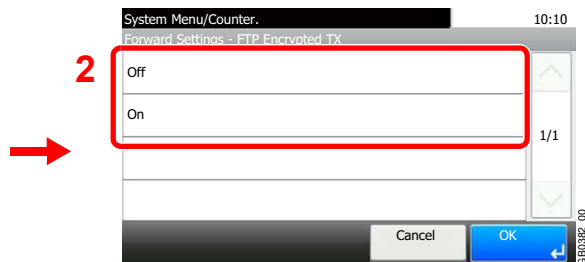 System Menu/Counter.
10:10
Forward Settings - FTP Encrypted TX
2
Off
On
1/1
Cancel
OK
GB0382_00